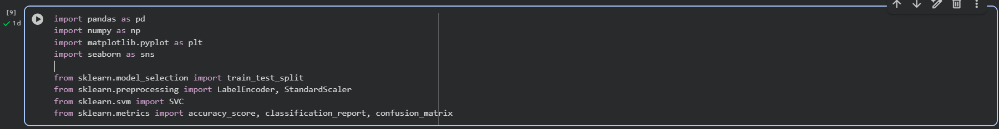 [9]
1d
import pandas as pd
import numpy as np
import matplotlib.pyplot as plt
import seaborn as sns

from sklearn.model_selection import train_test_split
from sklearn.preprocessing import LabelEncoder, StandardScaler
from sklearn.svm import SVC
from sklearn.metrics import accuracy_score, classification_report, confusion_matrix